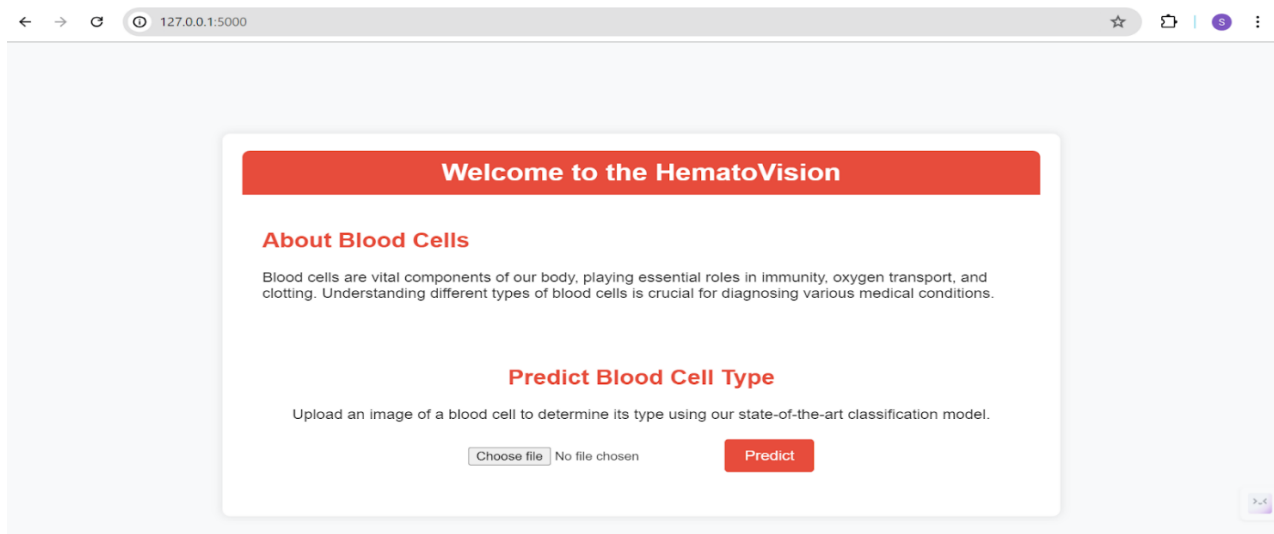 127.0.0.1:5000
S
Welcome to the HematoVision
About Blood Cells
Blood cells are vital components of our body, playing essential roles in immunity, oxygen transport, and
clotting. Understanding different types of blood cells is crucial for diagnosing various medical conditions.
Predict Blood Cell Type
Upload an image of a blood cell to determine its type using our state-of-the-art classification model.
Choose file No file chosen Predict